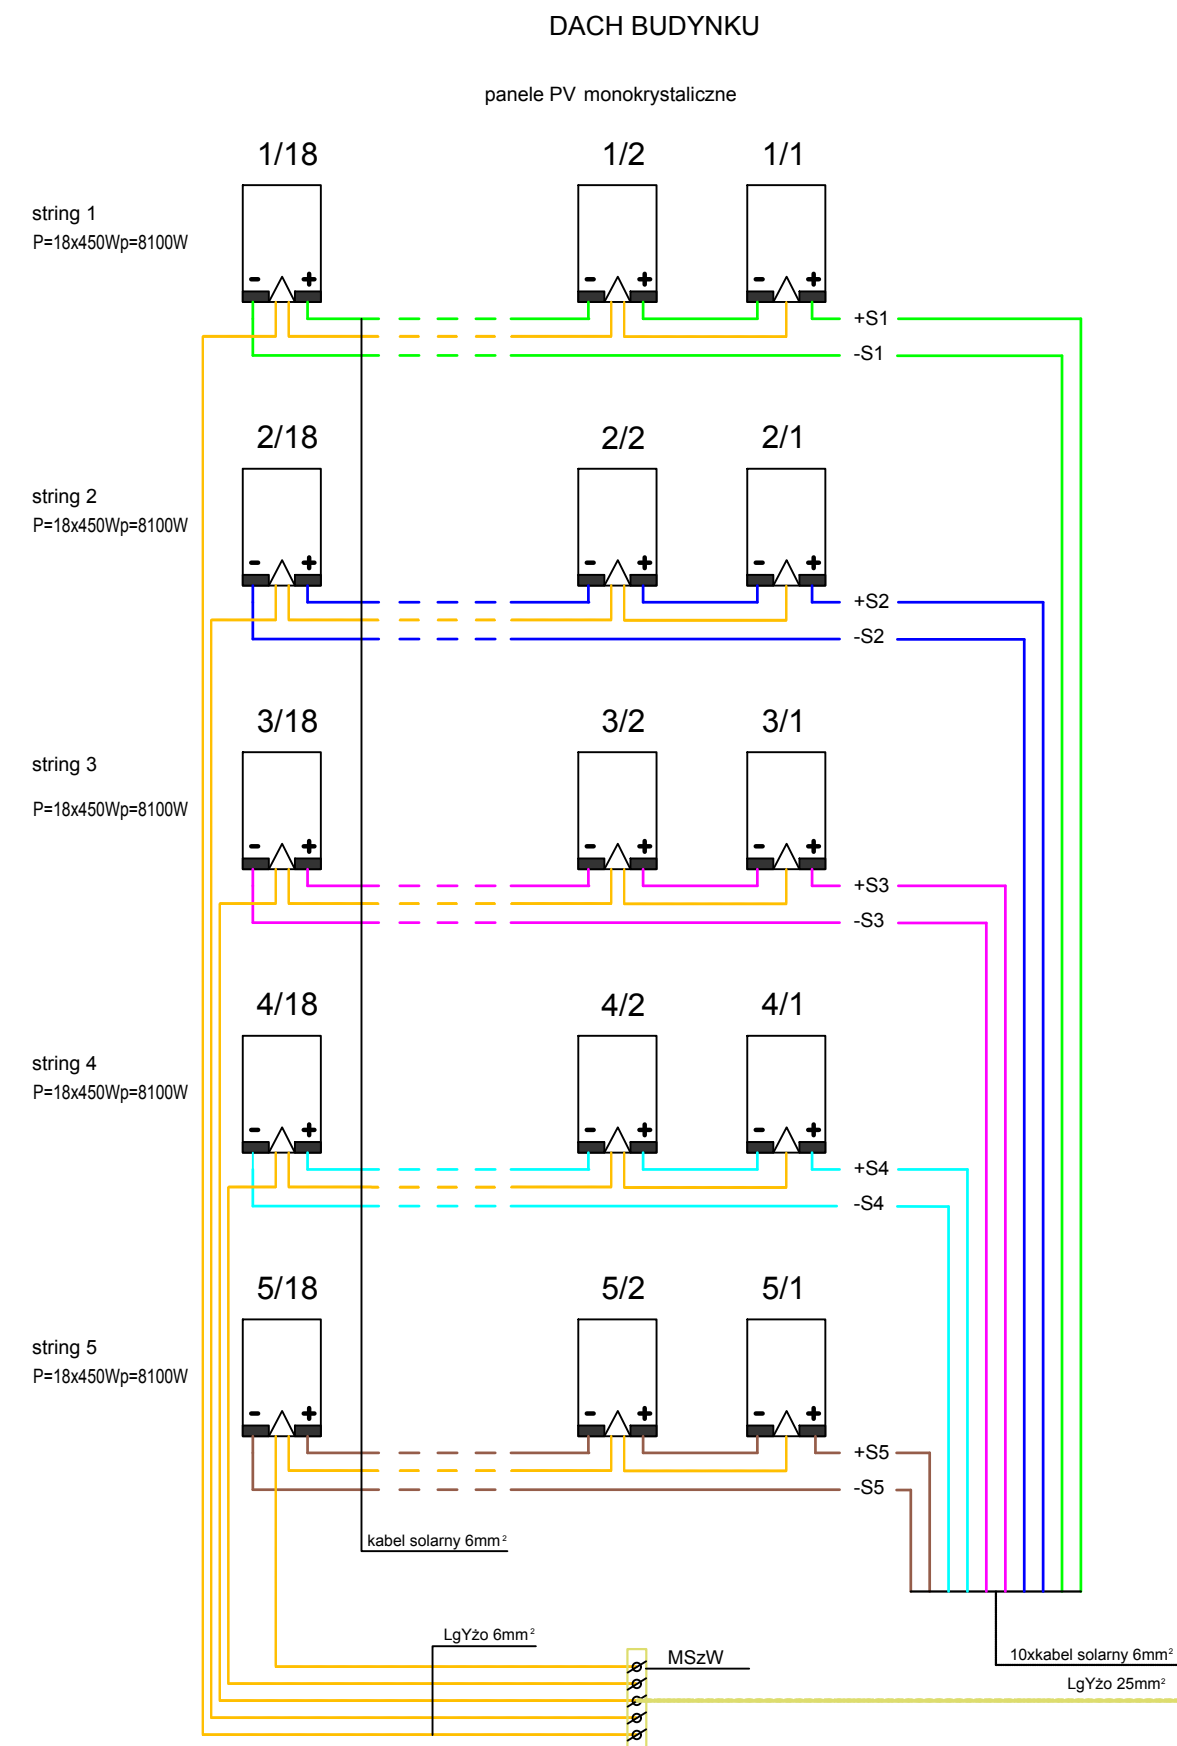 DACH BUDYNKU
panele PV monokrystaliczne
1/18 1/2 1/1
string 1
P=18x450Wp=8100W
- + - + - +
+S1
-S1
2/18 2/2 2/1
string 2
P=18x450Wp=8100W
- + - + - +
+S2
-S2
3/18 3/2 3/1
string 3
P=18x450Wp=8100W
- + - + - +
+S3
-S3
4/18 4/2 4/1
string 4
P=18x450Wp=8100W
- + - + - +
+S4
-S4
5/18 5/2 5/1
string 5
P=18x450Wp=8100W
- + - + - +
+S5
-S5
kabel solarny 6mm²
LgYżo 6mm²
MSzW
10xkabel solarny 6mm²
LgYżo 25mm²